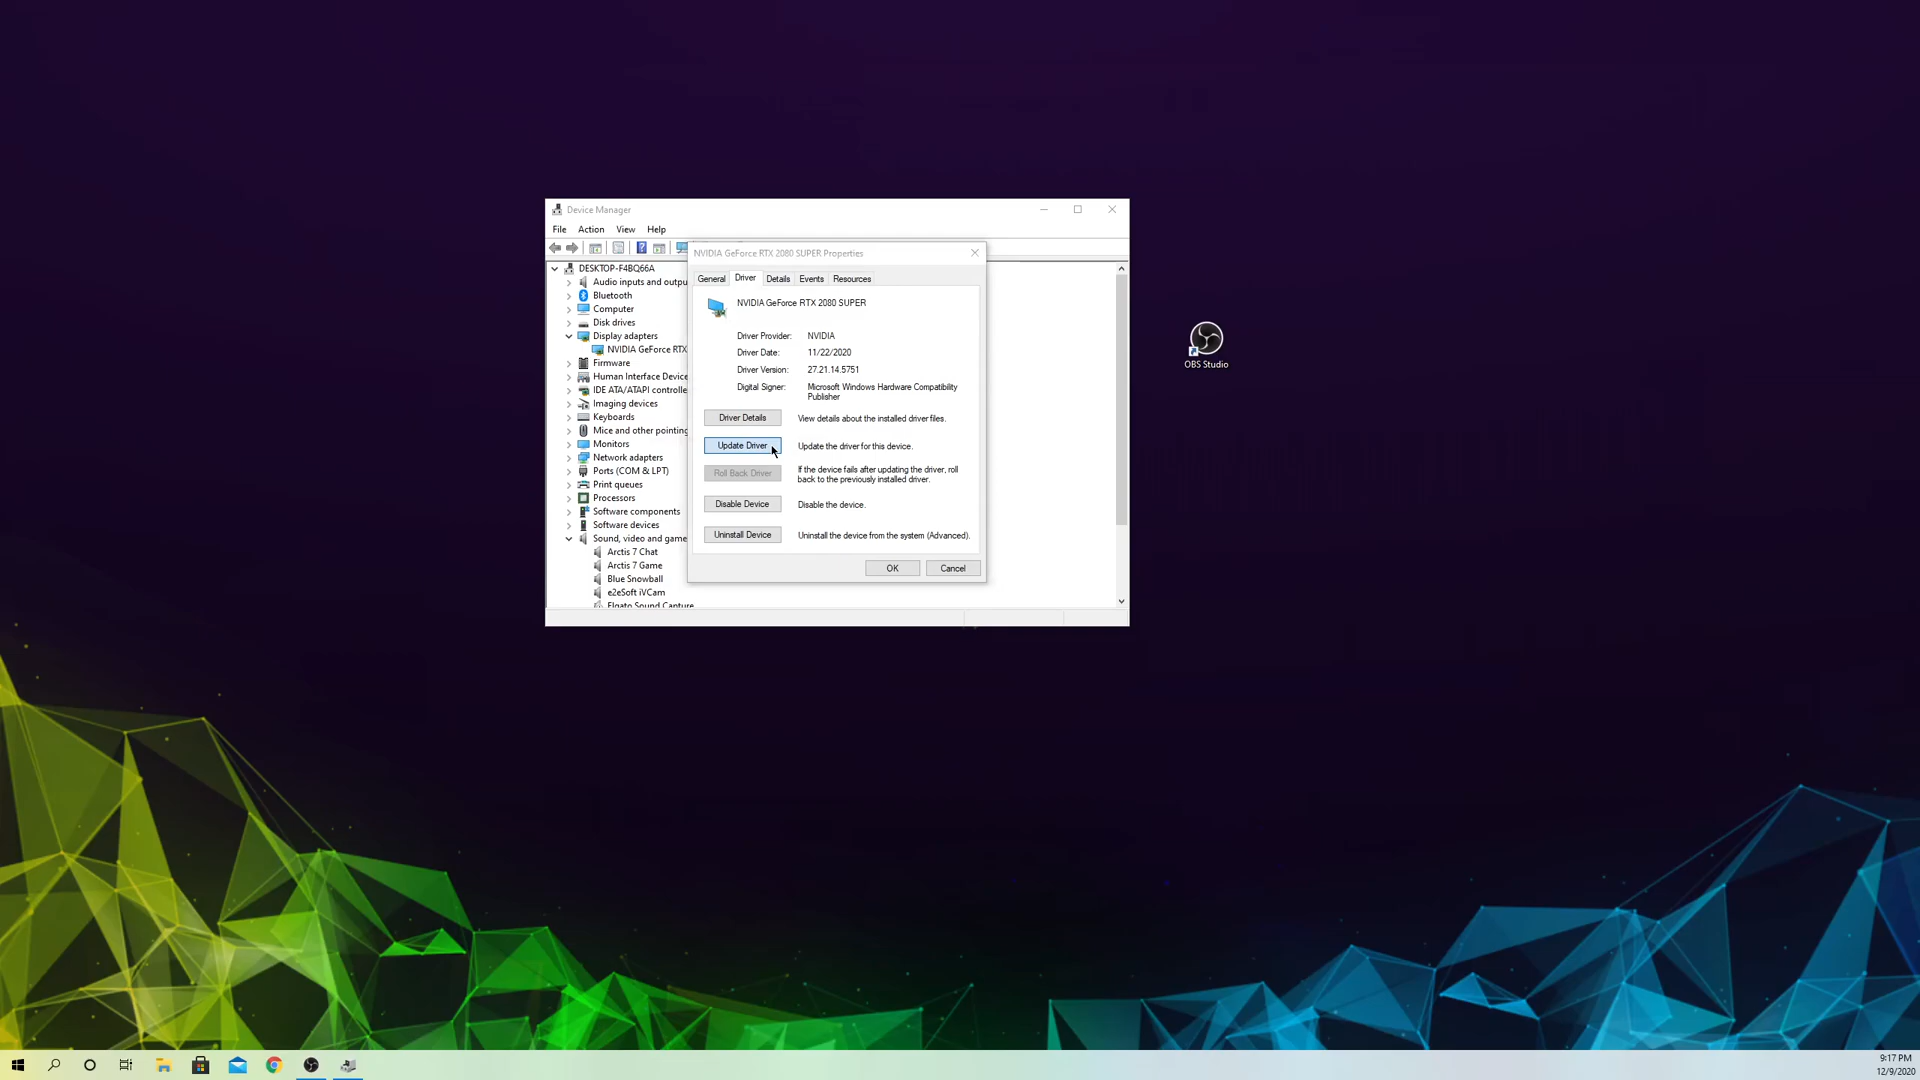 Device Manager
File Action View Help
NVIDIA GeForce RTX 2080 SUPER Properties
General Driver Details Events Resources
NVIDIA GeForce RTX 2080 SUPER
Driver Provider: NVIDIA
Driver Date: 11/22/2020
Driver Version: 27.21.14.5751
Digital Signer: Microsoft Windows Hardware Compatibility
Publisher
Driver Details View details about the installed driver files.
Update Driver Update the driver for this device.
Roll Back Driver If the device fails after updating the driver, roll
back to the previously installed driver.
Disable Device Disable the device.
Uninstall Device Uninstall the device from the system (Advanced).
OK Cancel
DESKTOP-F4BQ66A
Audio inputs and outpu
Bluetooth
Computer
Disk drives
Display adapters
NVIDIA GeForce RTX
Firmware
Human Interface Device
IDE ATA/ATAPI controlle
Imaging devices
Keyboards
Mice and other pointing
Monitors
Network adapters
Ports (COM & LPT)
Print queues
Processors
Software components
Software devices
Sound, video and game
Arctis 7 Chat
Arctis 7 Game
Blue Snowball
e2eSoft iVCam
Elgato Sound Capture
OBS Studio
9:17 PM
12/9/2020